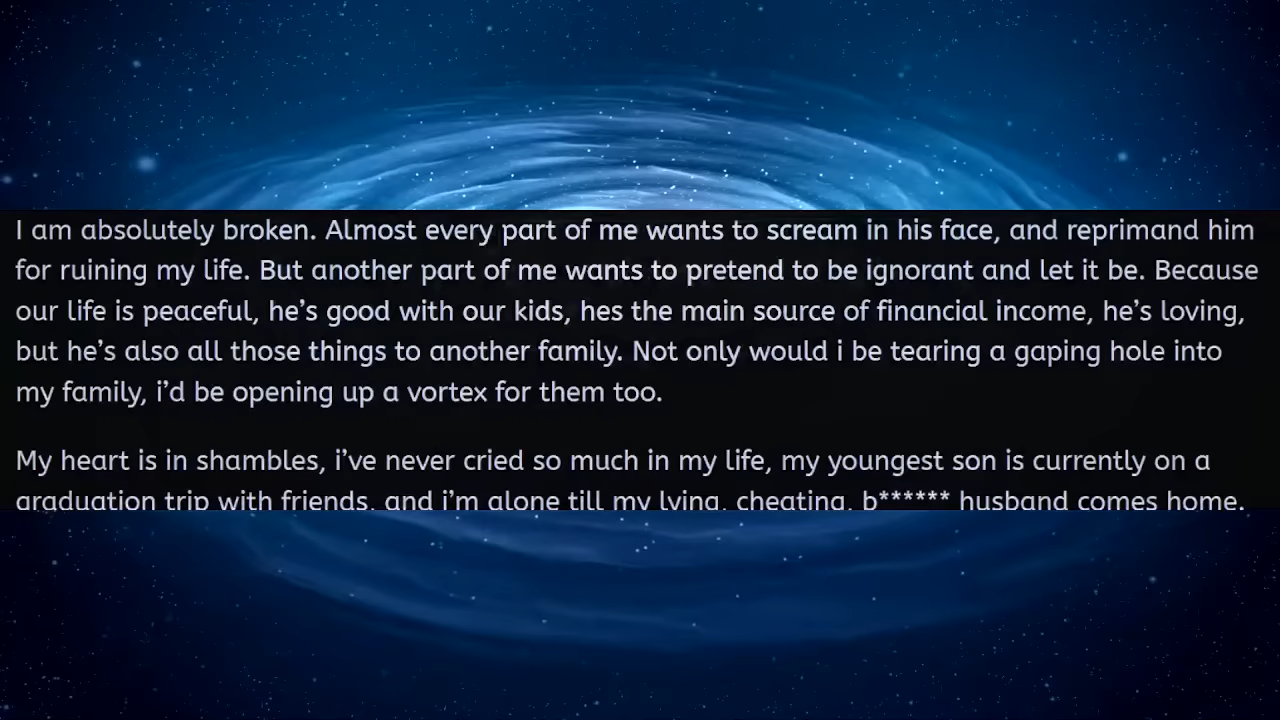 I am absolutely broken. Almost every part of me wants to scream in his face, and reprimand him
for ruining my life. But another part of me wants to pretend to be ignorant and let it be. Because
our life is peaceful, he’s good with our kids, hes the main source of financial income, he’s loving,
but he’s also all those things to another family. Not only would i be tearing a gaping hole into
my family, i’d be opening up a vortex for them too.
My heart is in shambles, i’ve never cried so much in my life, my youngest son is currently on a
graduation trip with friends, and i’m alone till my lying, cheating, b****** husband comes home.